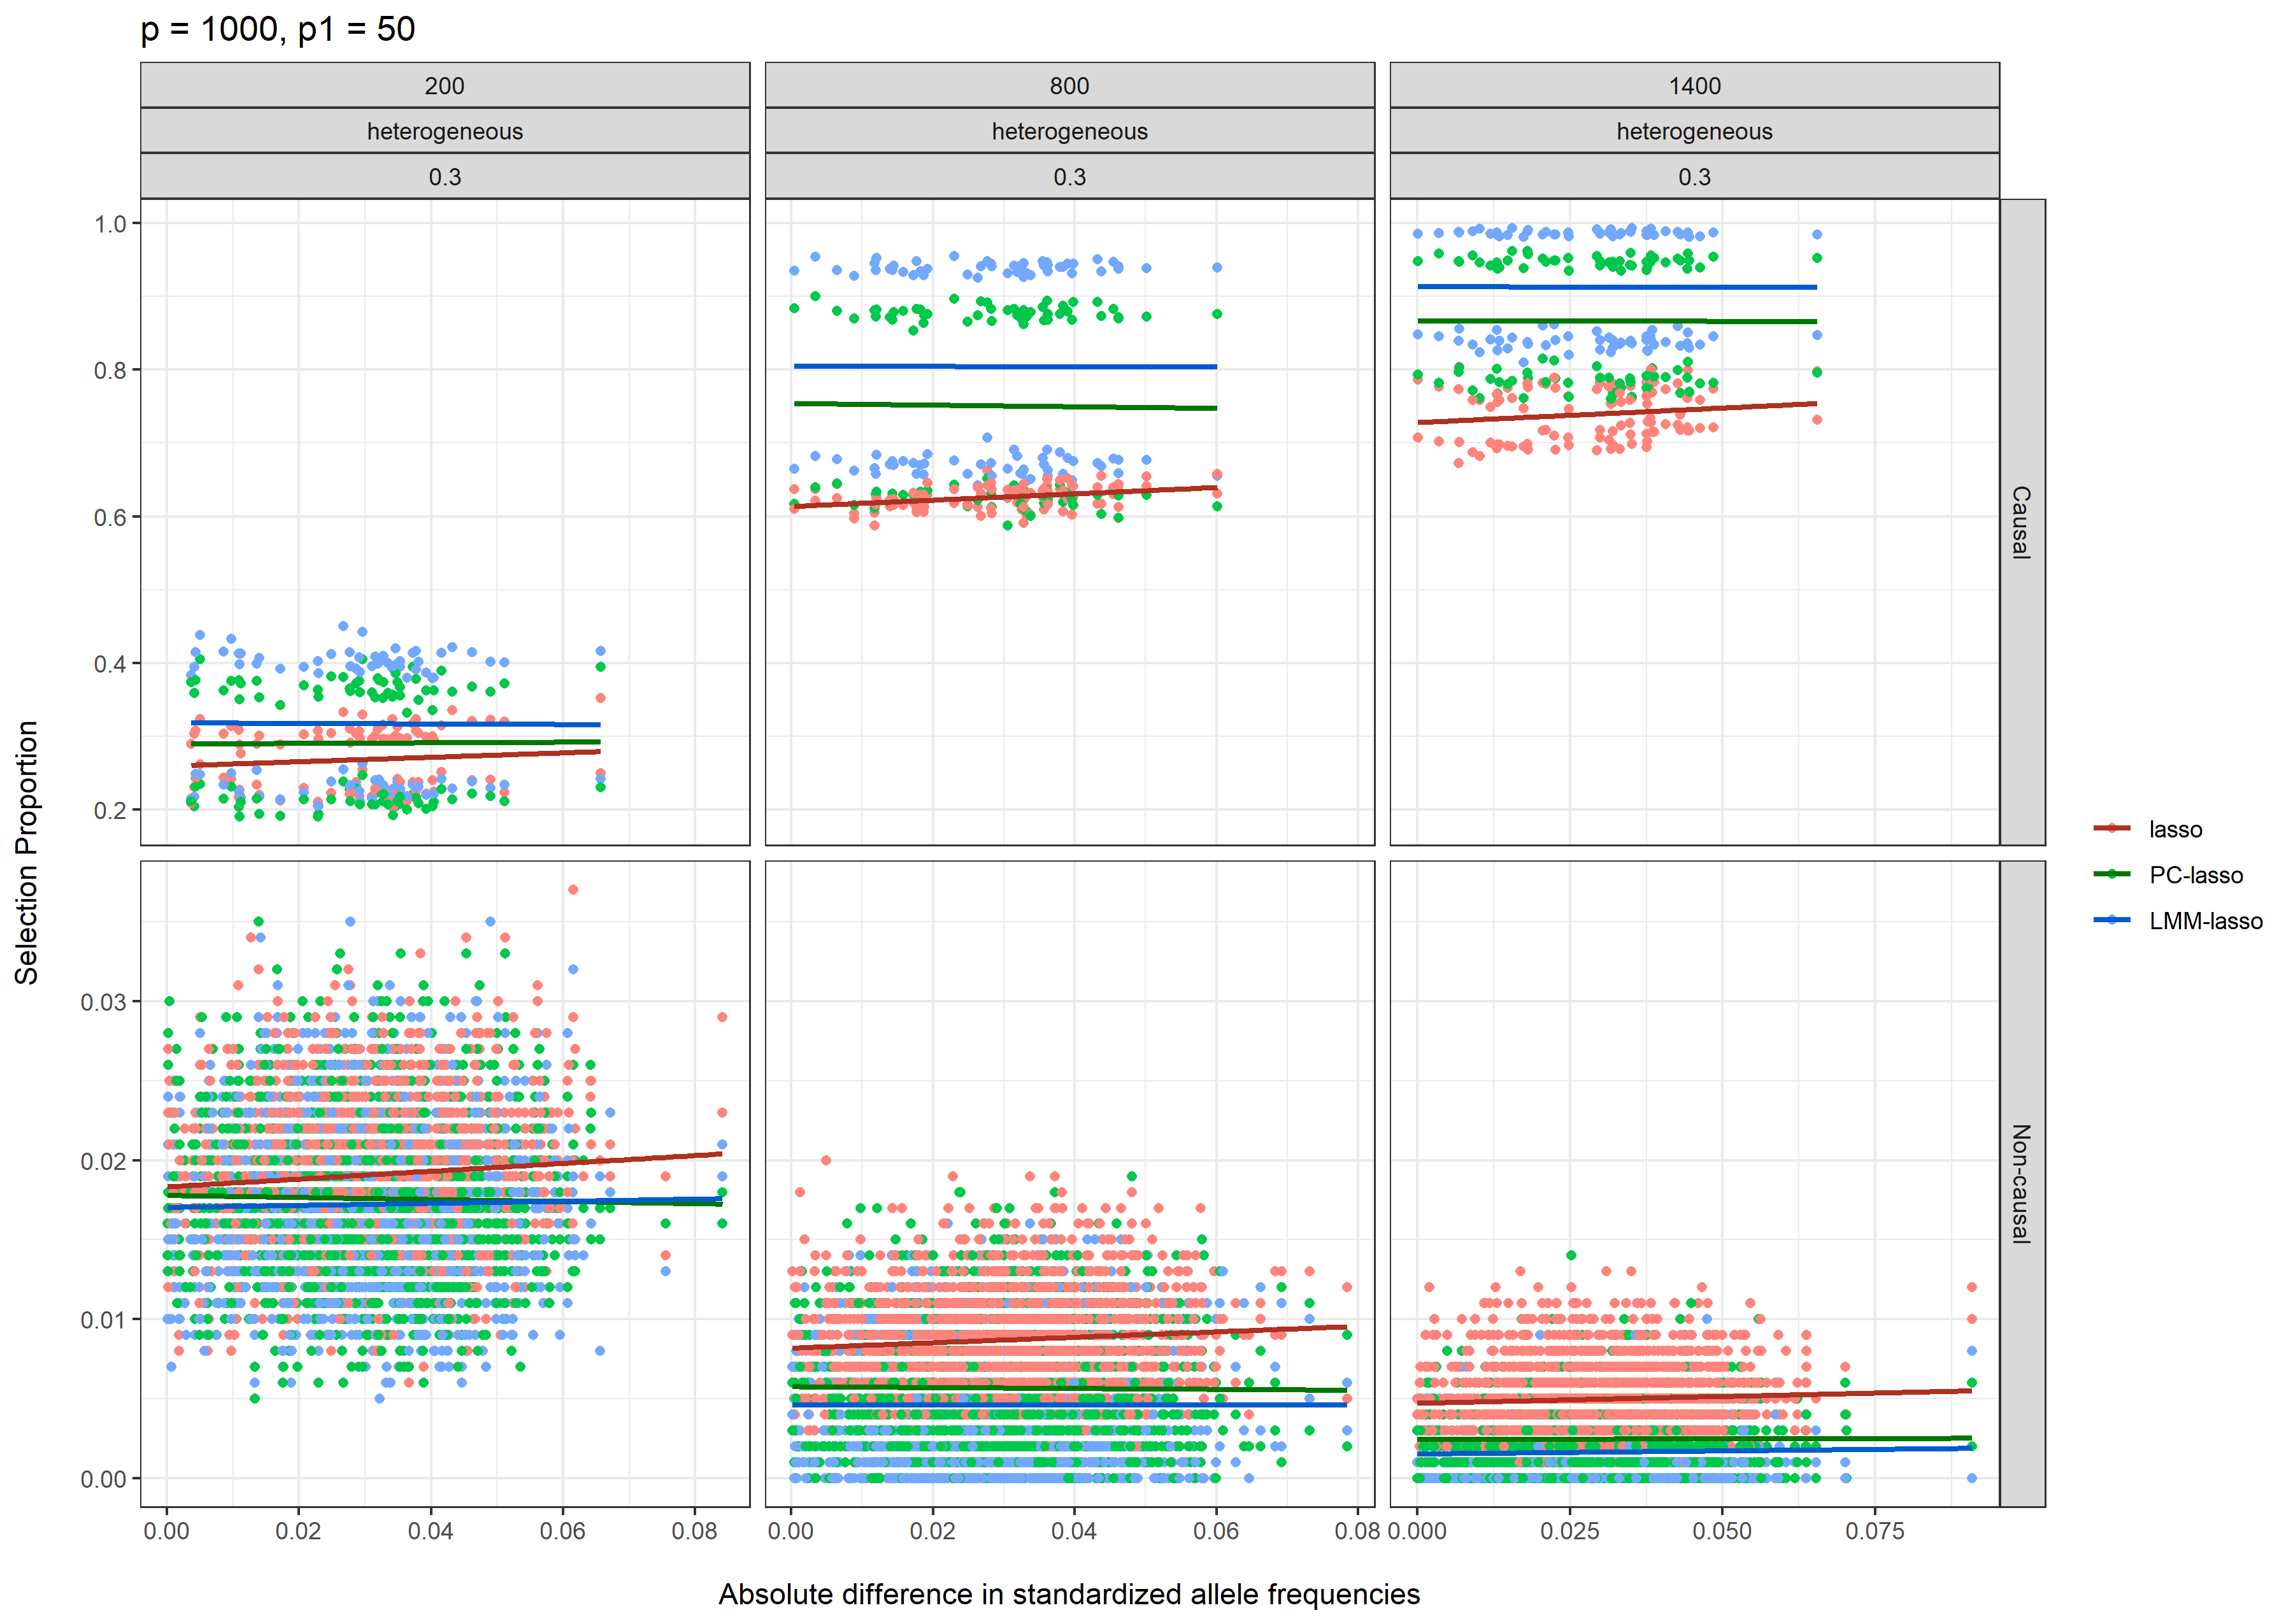 p = 1000, p1 = 50
200 800 1400
heterogeneous heterogeneous heterogeneous
0.3 0.3 0.3
1.0
0.8
0.6
0.4
0.2
Causal
0.03
0.02
0.01
0.00
Non-causal
Selection Proportion
0.00 0.02 0.04 0.06 0.08 0.00 0.02 0.04 0.06 0.08 0.000 0.025 0.050 0.075
Absolute difference in standardized allele frequencies
lasso
PC-lasso
LMM-lasso